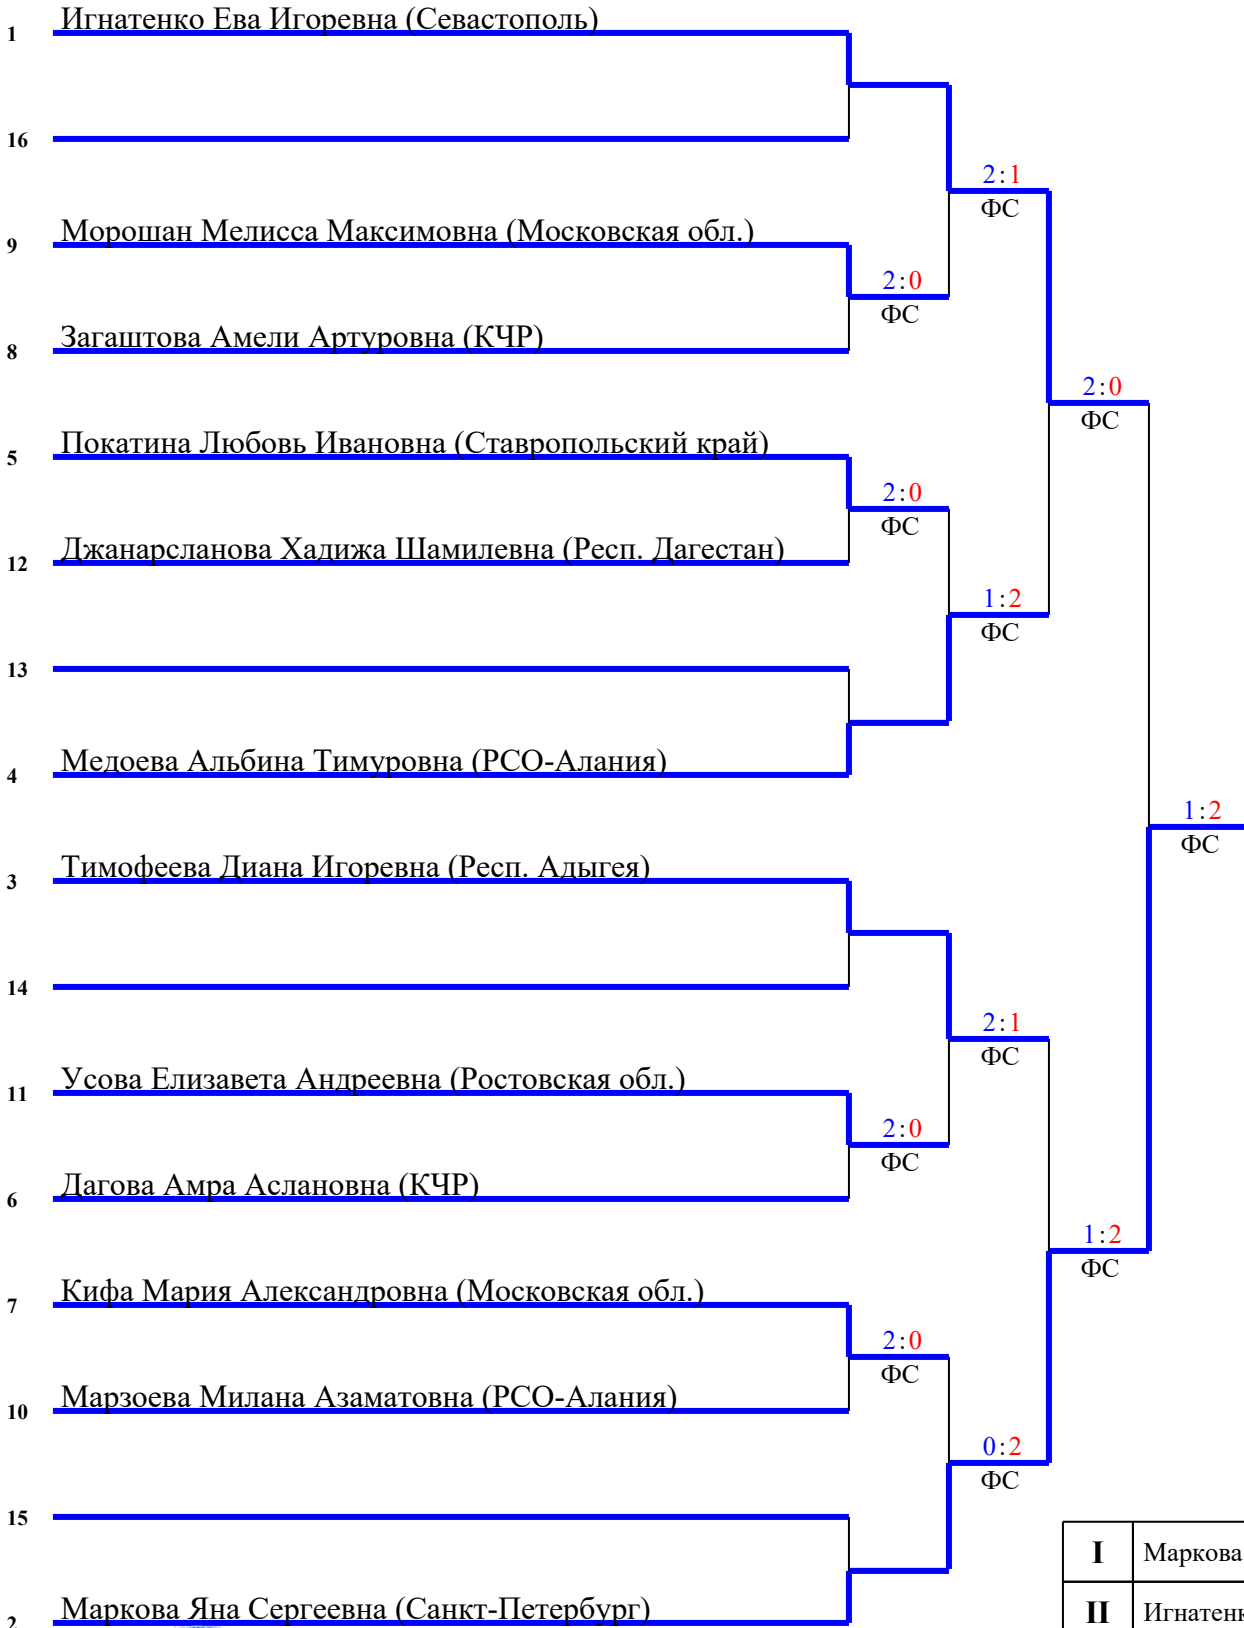 1 Игнатенко Ева Игоревна (Севастополь)
16
2:1
ФС
9 Морошан Мелисса Максимовна (Московская обл.)
2:0
ФС
8 Загаштова Амели Артуровна (КЧР)
2:0
ФС
5 Покатина Любовь Ивановна (Ставропольский край)
2:0
ФС
12 Джанарсланова Хадижа Шамилевна (Респ. Дагестан)
1:2
ФС
13
4 Медоева Альбина Тимуровна (РСО-Алания)
1:2
ФС
3 Тимофеева Диана Игоревна (Респ. Адыгея)
14
2:1
ФС
11 Усова Елизавета Андреевна (Ростовская обл.)
2:0
ФС
6 Дагова Амра Аслановна (КЧР)
1:2
ФС
7 Кифа Мария Александровна (Московская обл.)
2:0
ФС
10 Марзоева Милана Азаматовна (РСО-Алания)
0:2
ФС
15
I Маркова
2 Маркова Яна Сергеевна (Санкт-Петербург)
II Игнатенк